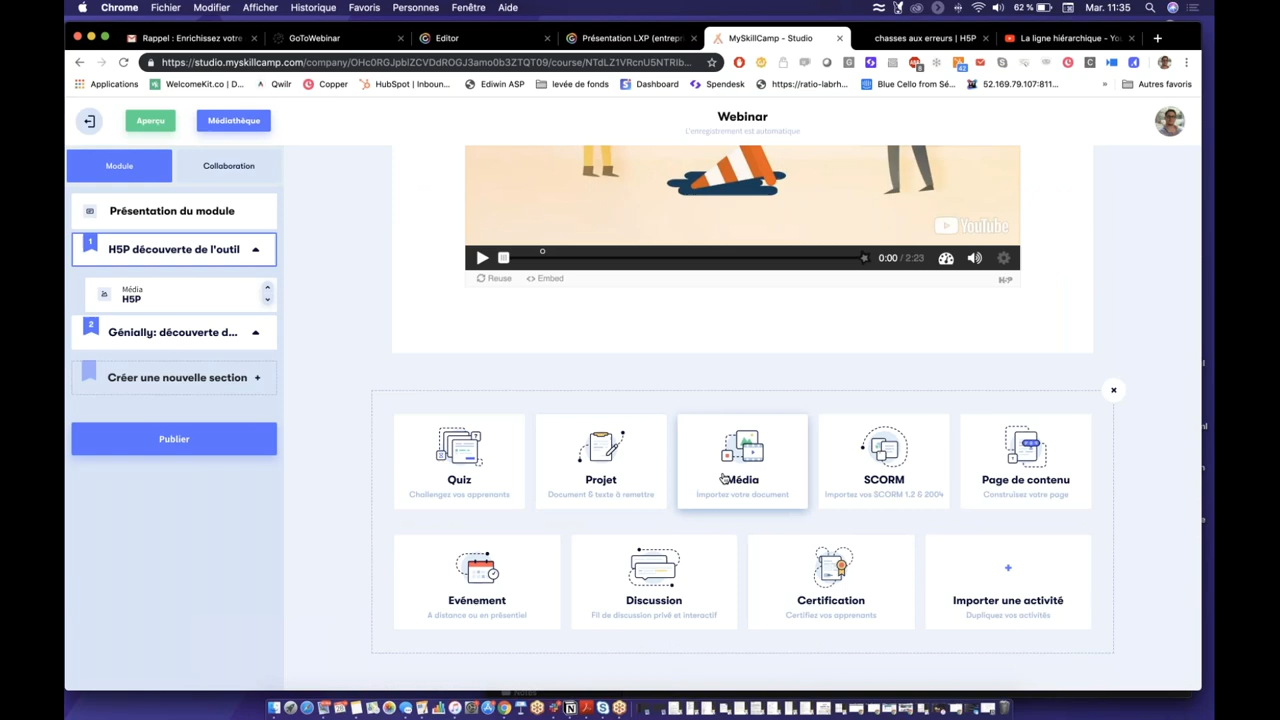 Chrome Fichier Modifier Afficher Historique Favoris Personnes Fenêtre Aide 62 % Mar. 11:35
Rappel : Enrichissez votre GoToWebinar Editor Présentation LXP (entrepr MySkillCamp - Studio chasses aux erreurs | H5P La ligne hiérarchique - You
https://studio.myskillcamp.com/company/
Applications WelcomeKit.co | D... Qwilr Copper HubSpot | Inboun... Ediwin ASP levée de fonds Dashboard Spendesk https://ratio-labrh... Blue Cello from Sé... 52.169.79.107:811... Autres favoris
Aperçu
Médiathèque
Webinar
L'enregistrement est automatique
Module
Collaboration
Présentation du module
1
H5P découverte de l'outil
Média
H5P
2
Génially: découverte d...
Créer une nouvelle section +
Publier
YouTube
0:00 / 2:23
Reuse <> Embed
H5P
Quiz
Challengez vos apprenants
Projet
Document & texte à remettre
Média
Importez votre document
SCORM
Importez vos SCORM 1.2 & 2004
Page de contenu
Construisez votre page
Evénement
A distance ou en présentiel
Discussion
Fil de discussion privé et interactif
Certification
Certifiez vos apprenants
Importer une activité
Dupliquez vos activités
Notes